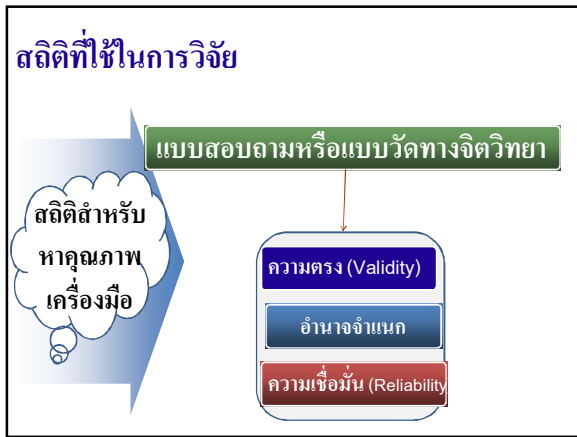 สถิติที่ใช้ในการวิจัย
แบบสอบถามหรือแบบวัดทางจิตวิทยา
สถิติสำหรับ
หาคุณภาพ
เครื่องมือ
ความตรง (Validity)
อำนาจจำแนก
ความเชื่อมั่น (Reliability